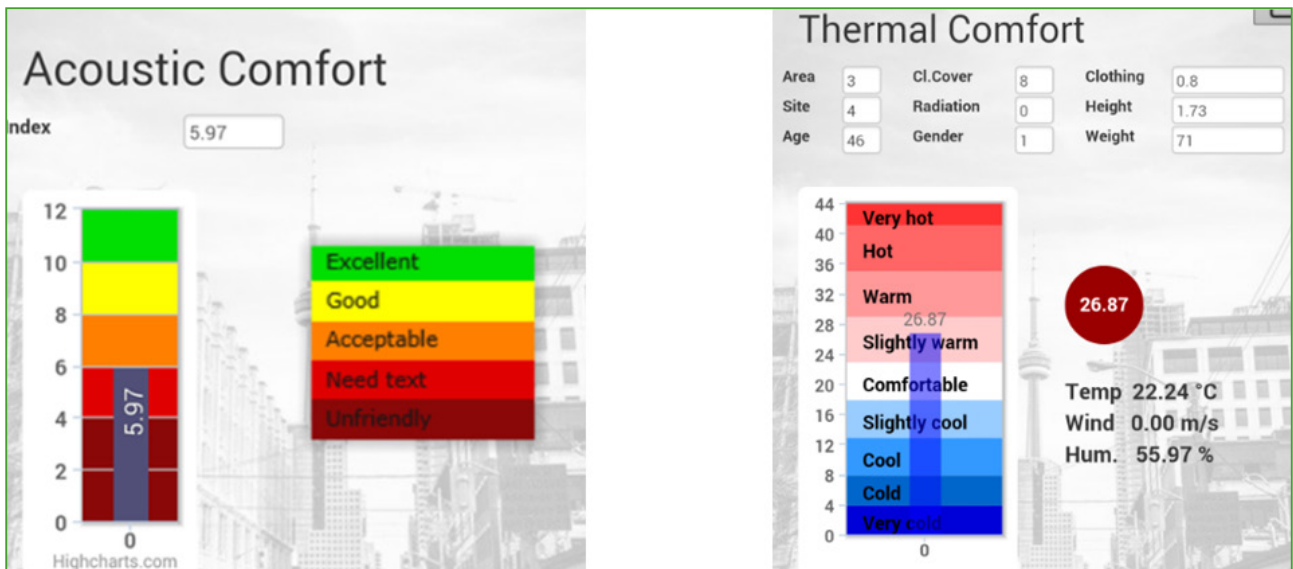 Acoustic Comfort
Index 5.97
12
10
8
6
4
2
0
5.97
0
Highcharts.com
Excellent
Good
Acceptable
Need text
Unfriendly
Thermal Comfort
Area 3 Cl.Cover 8 Clothing 0.8
Site 4 Radiation 0 Height 1.73
Age 46 Gender 1 Weight 71
44
40
36
32
28
24
20
16
12
8
4
0
Very hot
Hot
Warm
26.87
Slightly warm
Comfortable
Slightly cool
Cool
Cold
Very cold
0
26.87
Temp 22.24 °C
Wind 0.00 m/s
Hum. 55.97 %